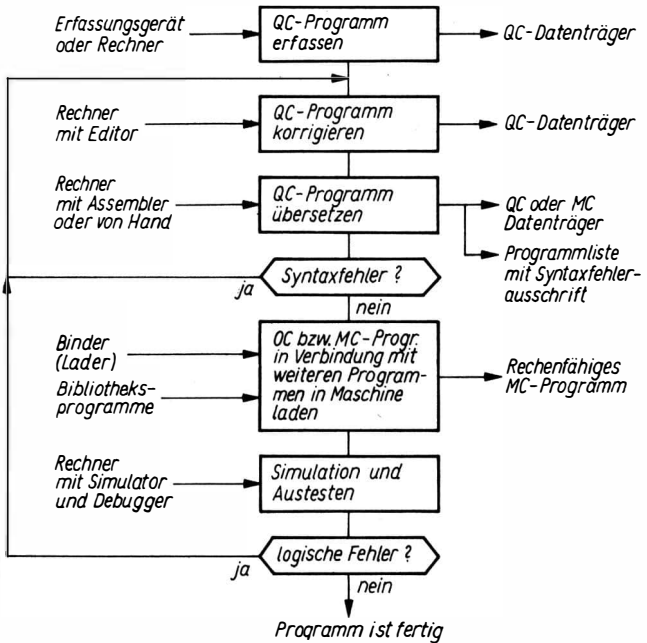 Erfassungsgerät
oder Rechner
QC-Programm
erfassen
QC-Datenträger
Rechner
mit Editor
QC-Programm
korrigieren
QC-Datenträger
Rechner
mit Assembler
oder von Hand
QC-Programm
übersetzen
QC oder MC
Datenträger
Programmliste
mit Syntaxfehler-
ausschrift
Syntaxfehler ?
ja
nein
Binder
(Lader)
Bibliotheks-
programme
OC bzw. MC-Progr.
in Verbindung mit
weiteren Program-
men in Maschine
laden
Rechenfähiges
MC-Programm
Rechner
mit Simulator
und Debugger
Simulation und
Austesten
logische Fehler ?
ja
nein
Programm ist fertig